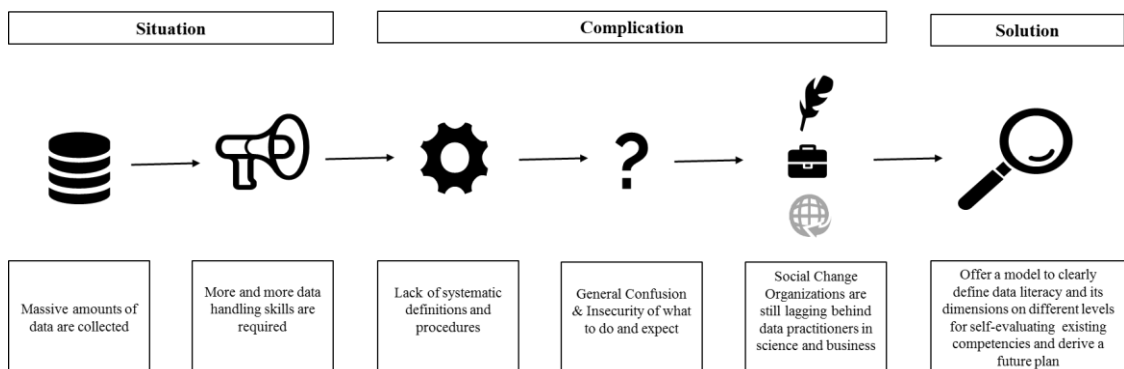 Situation
Complication
Solution
?
Massive amounts of
data are collected
More and more data
handling skills are
required
Lack of systematic
definitions and
procedures
General Confusion
& Insecurity of what
to do and expect
Social Change
Organizations are
still lagging behind
data practitioners in
science and business
Offer a model to clearly
define data literacy and its
dimensions on different levels
for self-evaluating existing
competencies and derive a
future plan